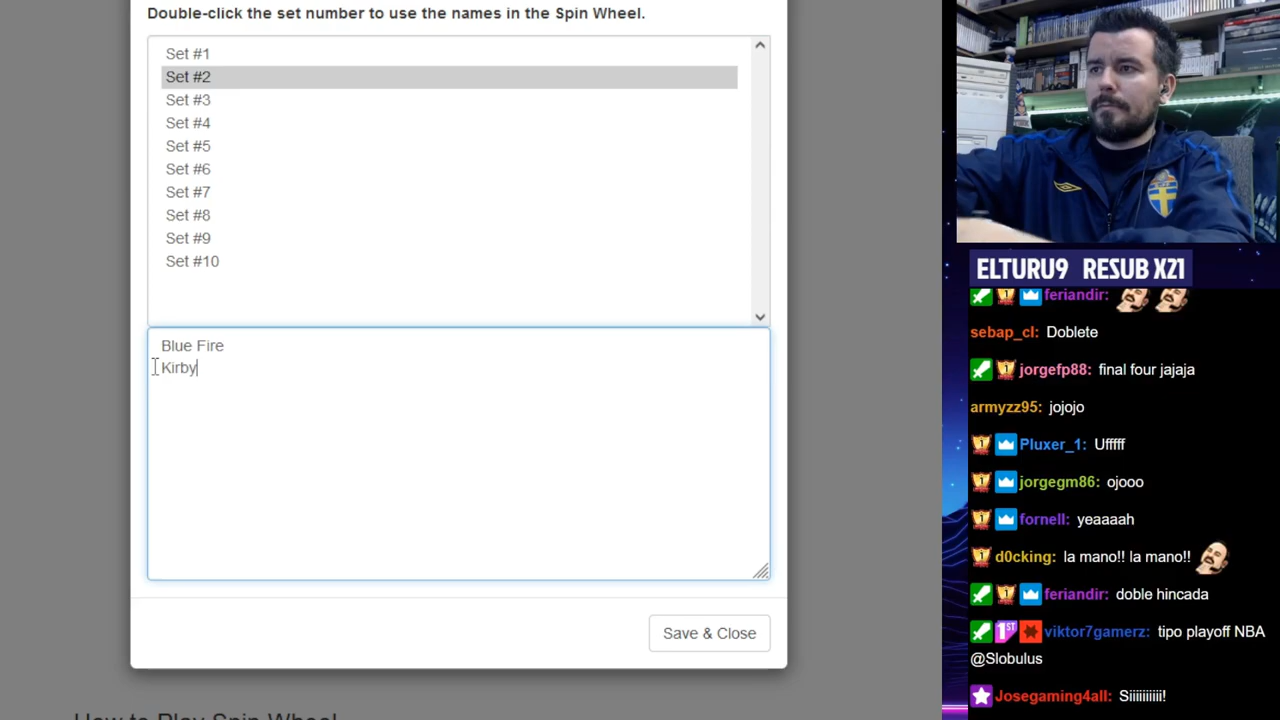 Double-click the set number to use the names in the Spin Wheel.
Set #1
Set #2
Set #3
Set #4
Set #5
Set #6
Set #7
Set #8
Set #9
Set #10
Blue Fire
Kirby
Save & Close
How to Play Spin Wheel
ELTURU9 RESUB X21
feriandir:
sebap_cl: Doblete
jorgefp88: final four jajaja
armyzz95: jojojo
Pluxer_1: Ufffff
jorgegm86: ojooo
fornell: yeaaaah
d0cking: la mano!! la mano!!
feriandir: doble hincada
viktor7gamerz: tipo playoff NBA
@Slobulus
Josegaming4all: Siiiiiiiiii!